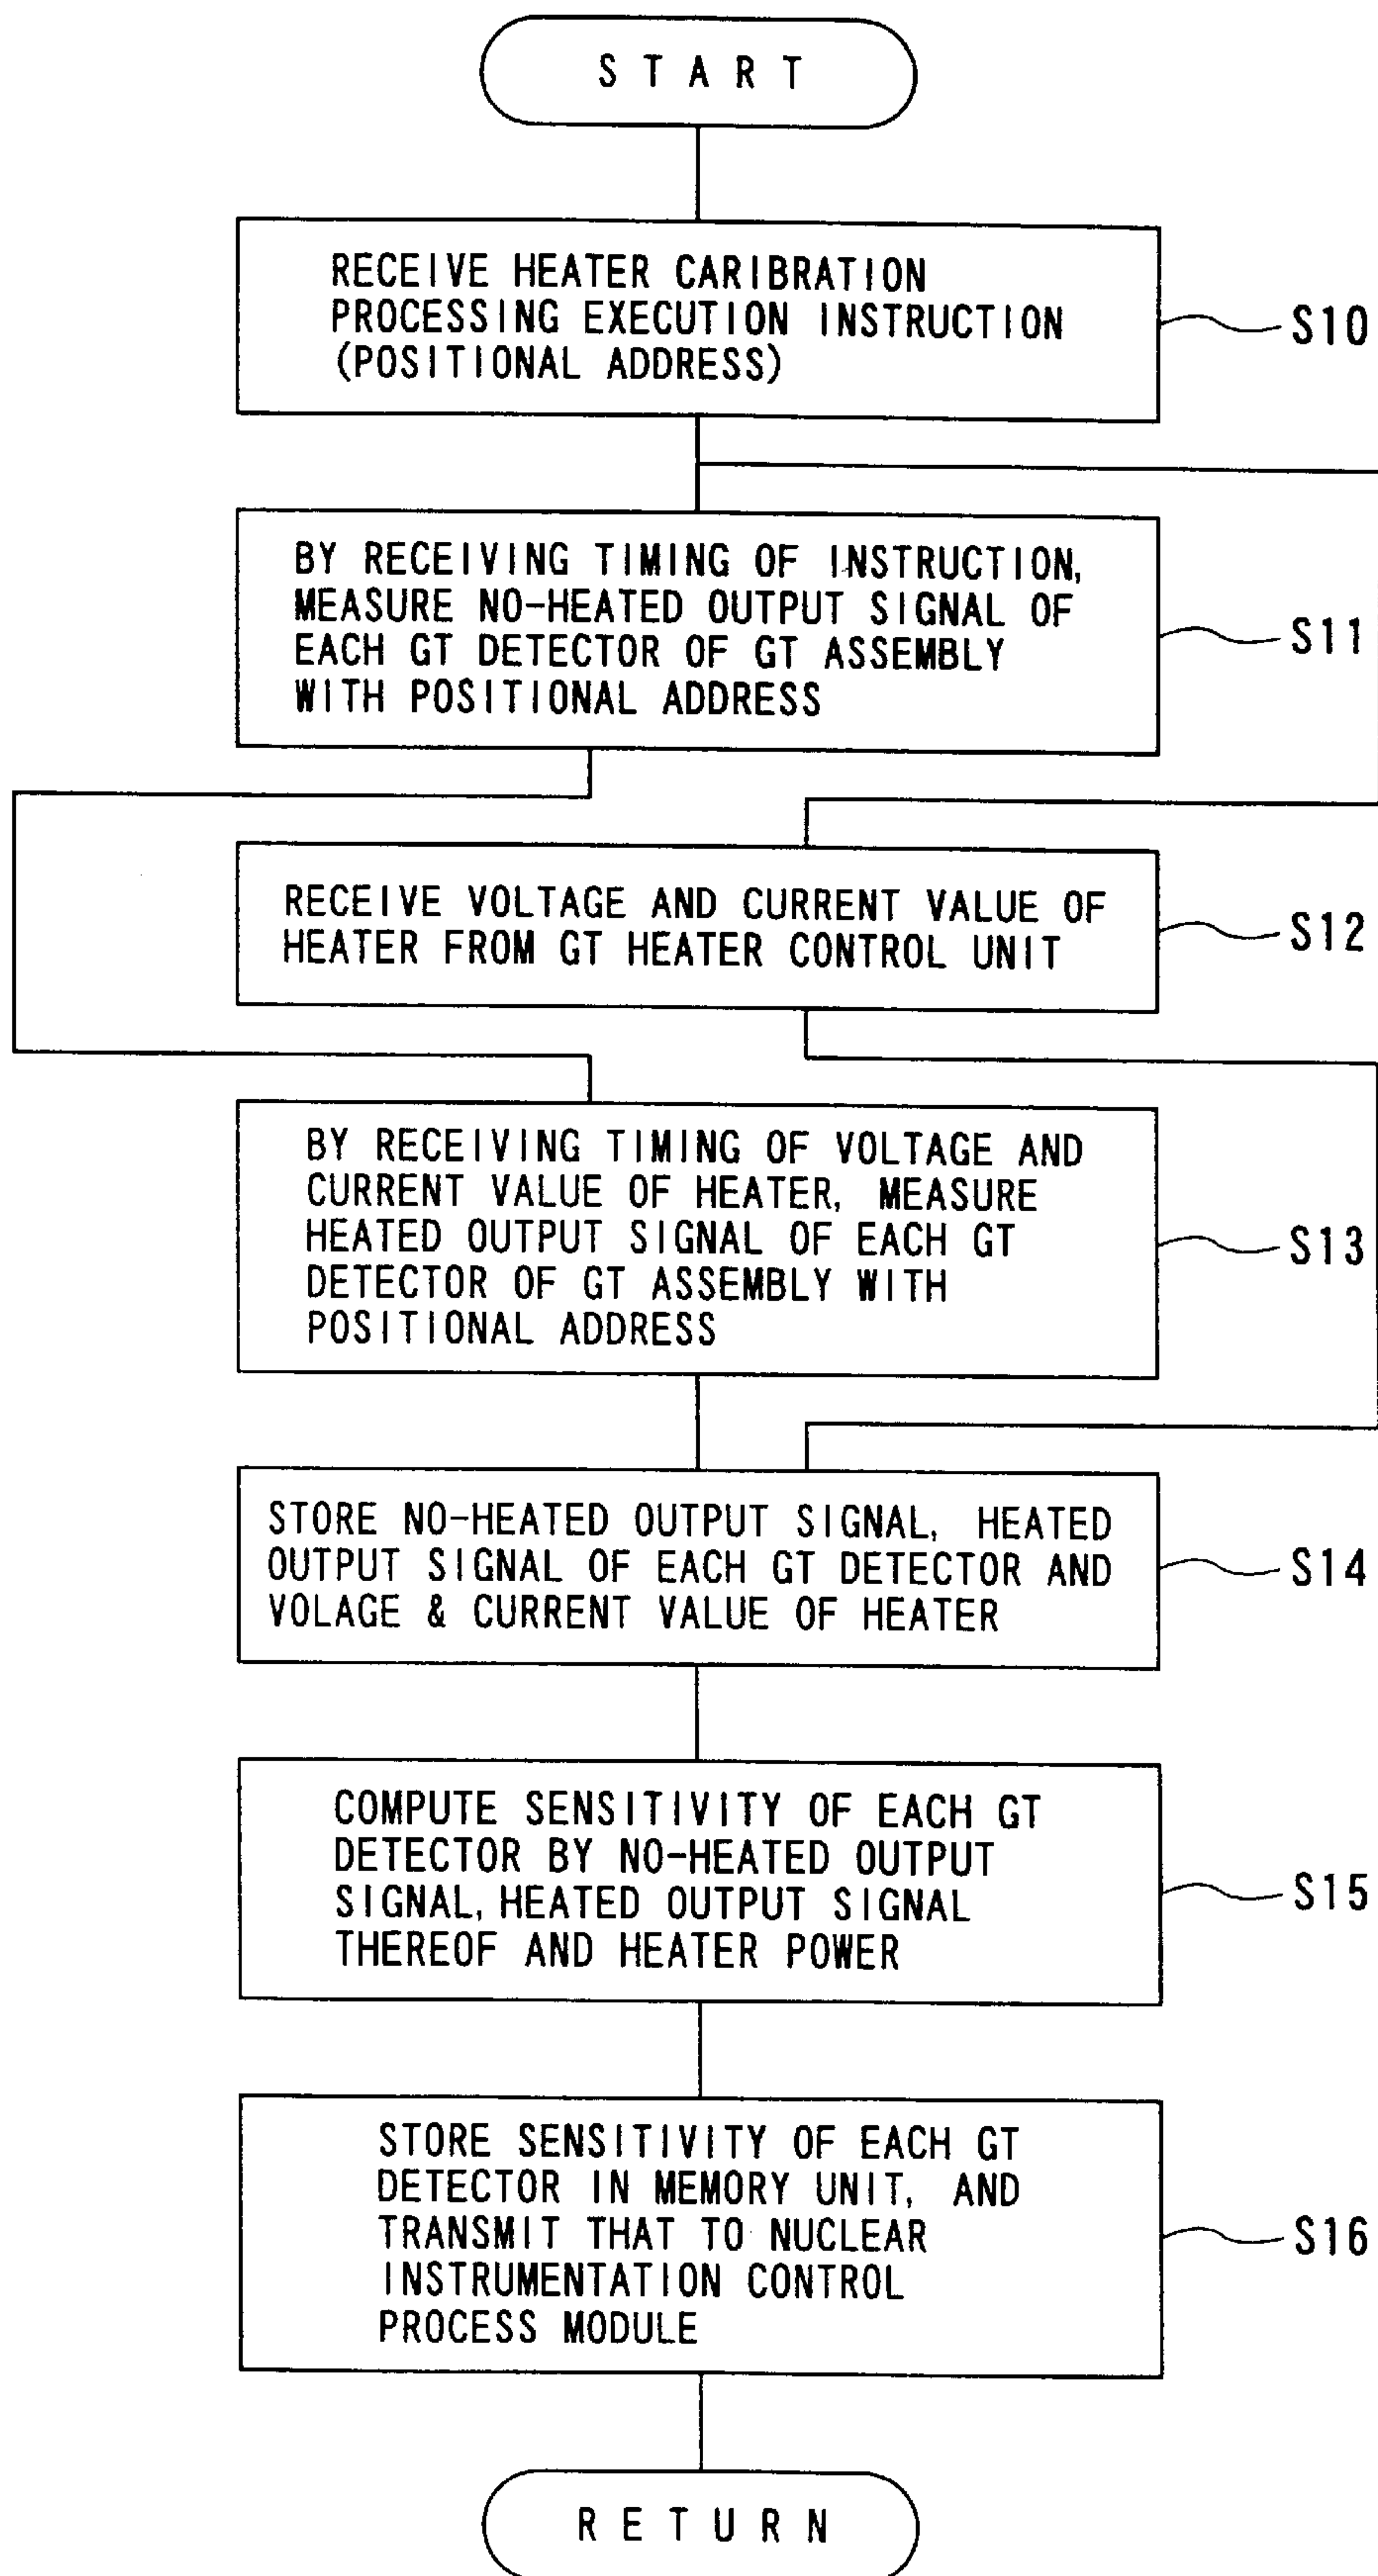 START
RECEIVE HEATER CARIBRATION
PROCESSING EXECUTION INSTRUCTION
(POSITIONAL ADDRESS)
S10
BY RECEIVING TIMING OF INSTRUCTION,
MEASURE NO-HEATED OUTPUT SIGNAL OF
EACH GT DETECTOR OF GT ASSEMBLY
WITH POSITIONAL ADDRESS
S11
RECEIVE VOLTAGE AND CURRENT VALUE OF
HEATER FROM GT HEATER CONTROL UNIT
S12
BY RECEIVING TIMING OF VOLTAGE AND
CURRENT VALUE OF HEATER, MEASURE
HEATED OUTPUT SIGNAL OF EACH GT
DETECTOR OF GT ASSEMBLY WITH
POSITIONAL ADDRESS
S13
STORE NO-HEATED OUTPUT SIGNAL, HEATED
OUTPUT SIGNAL OF EACH GT DETECTOR AND
VOLAGE & CURRENT VALUE OF HEATER
S14
COMPUTE SENSITIVITY OF EACH GT
DETECTOR BY NO-HEATED OUTPUT
SIGNAL, HEATED OUTPUT SIGNAL
THEREOF AND HEATER POWER
S15
STORE SENSITIVITY OF EACH GT
DETECTOR IN MEMORY UNIT, AND
TRANSMIT THAT TO NUCLEAR
INSTRUMENTATION CONTROL
PROCESS MODULE
S16
RETURN